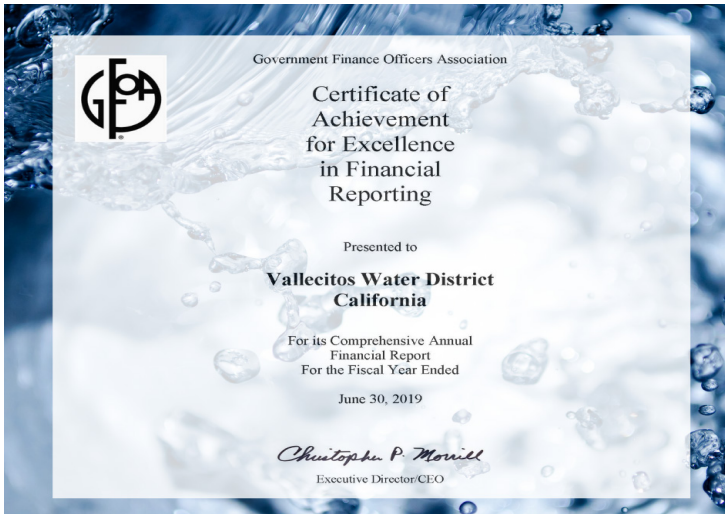 GFOA
Government Finance Officers Association
Certificate of
Achievement
for Excellence
in Financial
Reporting
Presented to
Vallecitos Water District
California
For its Comprehensive Annual
Financial Report
For the Fiscal Year Ended
June 30, 2019
Christopher P. Morrill
Executive Director/CEO